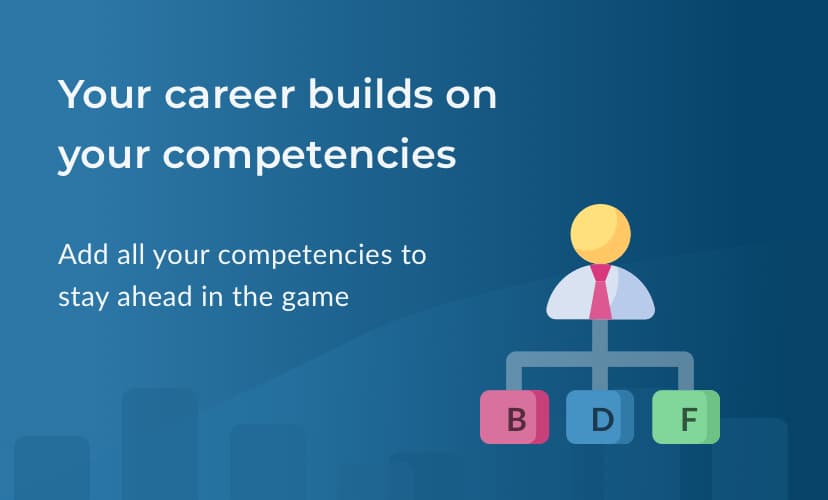 Your career builds on
your competencies
Add all your competencies to
stay ahead in the game
B D F